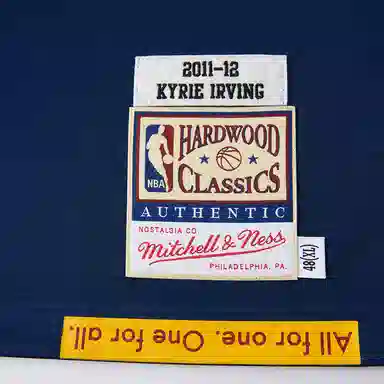 2011-12
KYRIE IRVING
HARDWOOD
CLASSICS
NBA
AUTHENTIC
NOSTALGIA CO.
Mitchell & Ness
PHILADELPHIA, PA.
48(XL)
All for one. One for all.